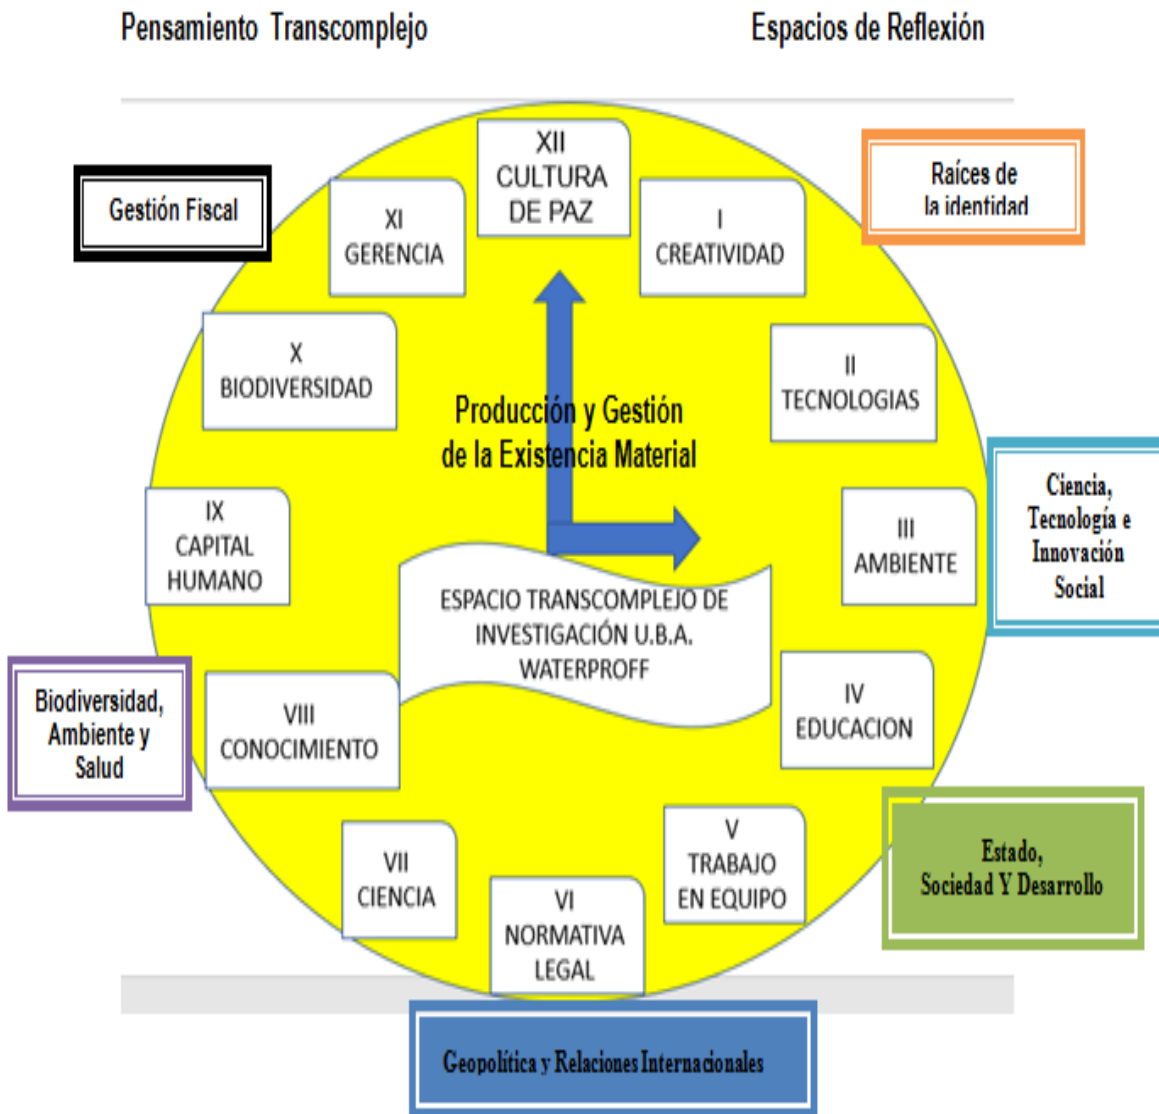 Pensamiento Transcomplejo
Espacios de Reflexión
XII
CULTURA
DE PAZ
I
CREATIVIDAD
Raíces de
la identidad
II
TECNOLOGIAS
Ciencia,
Tecnología e
Innovación
Social
III
AMBIENTE
IV
EDUCACION
Estado,
Sociedad Y Desarrollo
V
TRABAJO
EN EQUIPO
VI
NORMATIVA
LEGAL
Geopolítica y Relaciones Internacionales
VII
CIENCIA
VIII
CONOCIMIENTO
Biodiversidad,
Ambiente y
Salud
IX
CAPITAL
HUMANO
X
BIODIVERSIDAD
Gestión Fiscal
XI
GERENCIA
Producción y Gestión
de la Existencia Material
ESPACIO TRANSCOMPLEJO DE
INVESTIGACIÓN U.B.A.
WATERPROFF